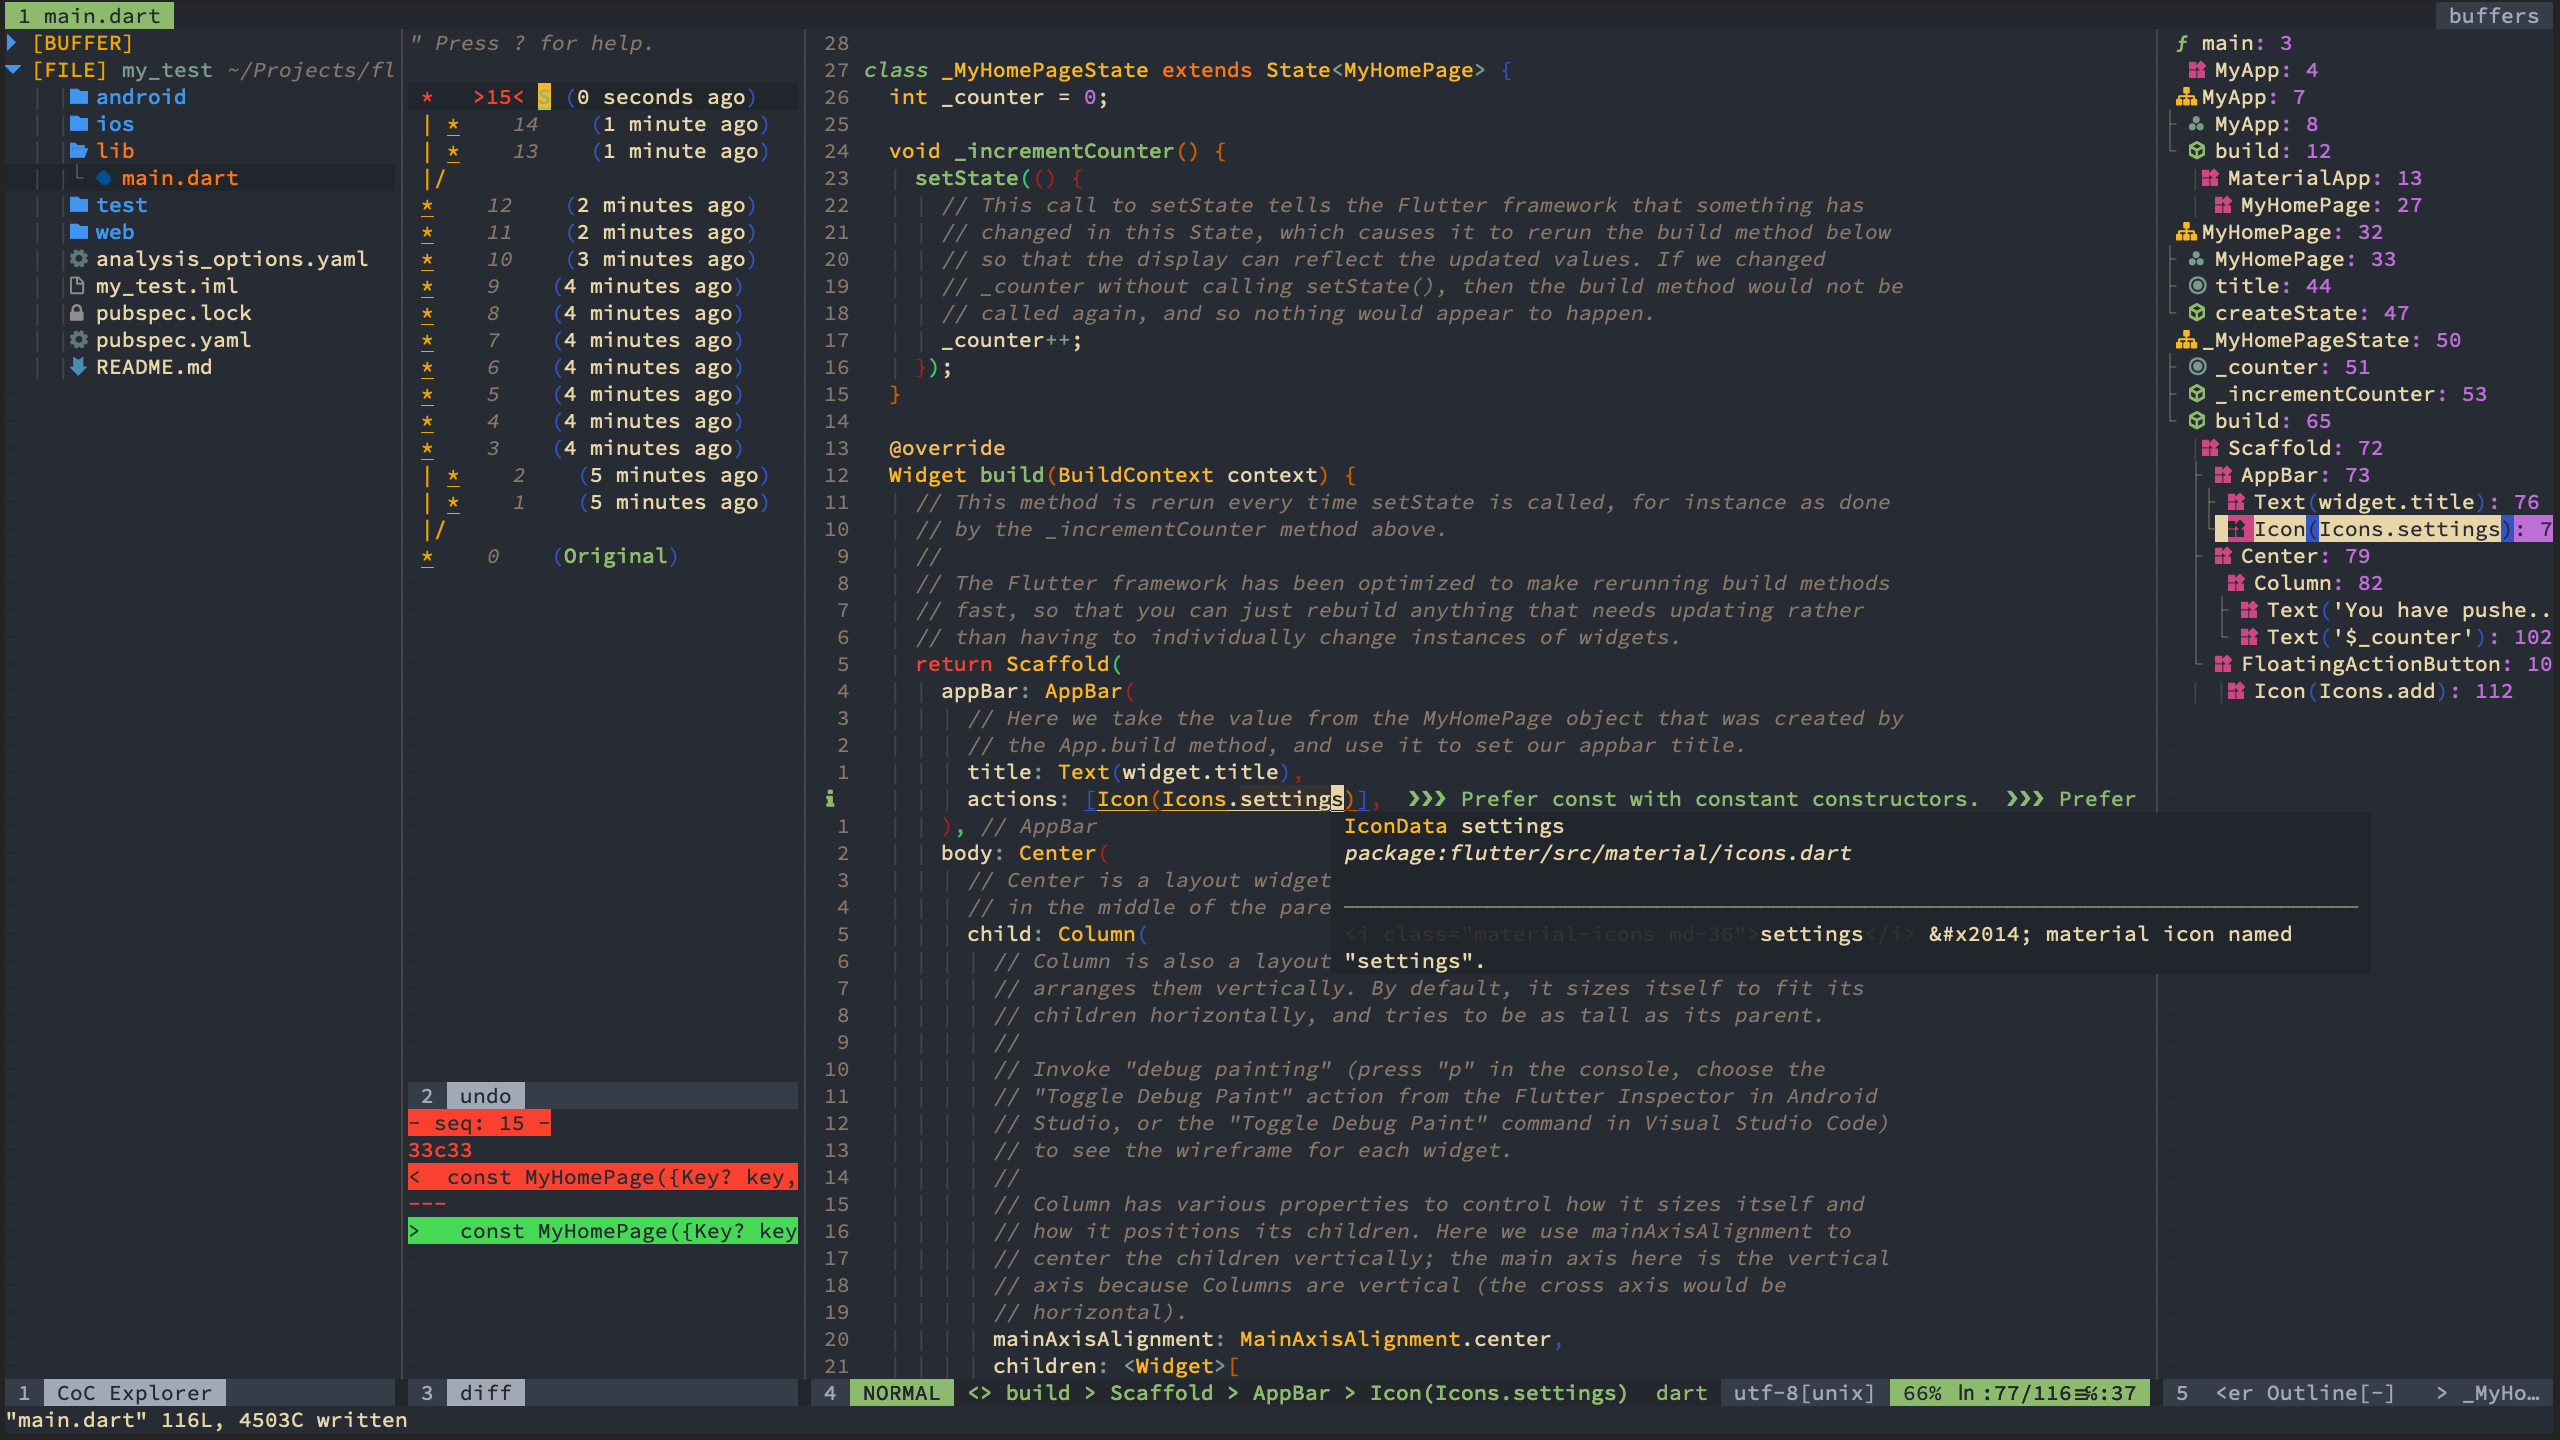 1 main.dart
buffers
[BUFFER]
[FILE] my_test ~/Projects/fl
android
ios
lib
main.dart
test
web
analysis_options.yaml
my_test.iml
pubspec.lock
pubspec.yaml
README.md
1 CoC Explorer
" Press ? for help.
* >15< S (0 seconds ago)
| * 14 (1 minute ago)
| * 13 (1 minute ago)
|/
* 12 (2 minutes ago)
* 11 (2 minutes ago)
* 10 (3 minutes ago)
* 9 (4 minutes ago)
* 8 (4 minutes ago)
* 7 (4 minutes ago)
* 6 (4 minutes ago)
* 5 (4 minutes ago)
* 4 (4 minutes ago)
* 3 (4 minutes ago)
| * 2 (5 minutes ago)
| * 1 (5 minutes ago)
|/
* 0 (Original)
2 undo
- seq: 15 -
33c33
< const MyHomePage({Key? key,
---
> const MyHomePage({Key? key
3 diff
28
27 class _MyHomePageState extends State<MyHomePage> {
26 int _counter = 0;
25
24 void _incrementCounter() {
23 setState(() {
22 // This call to setState tells the Flutter framework that something has
21 // changed in this State, which causes it to rerun the build method below
20 // so that the display can reflect the updated values. If we changed
19 // _counter without calling setState(), then the build method would not be
18 // called again, and so nothing would appear to happen.
17 _counter++;
16 });
15 }
14
13 @override
12 Widget build(BuildContext context) {
11 // This method is rerun every time setState is called, for instance as done
10 // by the _incrementCounter method above.
9 //
8 // The Flutter framework has been optimized to make rerunning build methods
7 // fast, so that you can just rebuild anything that needs updating rather
6 // than having to individually change instances of widgets.
5 return Scaffold(
4 appBar: AppBar(
3 // Here we take the value from the MyHomePage object that was created by
2 // the App.build method, and use it to set our appbar title.
1 title: Text(widget.title),
i actions: [Icon(Icons.settings)], ❯❯❯ Prefer const with constant constructors. ❯❯❯ Prefer
1 ), // AppBar
2 body: Center(
3 // Center is a layout widget
4 // in the middle of the pare
5 child: Column(
6 // Column is also a layout
7 // arranges them vertically. By default, it sizes itself to fit its
8 // children horizontally, and tries to be as tall as its parent.
9 //
10 // Invoke "debug painting" (press "p" in the console, choose the
11 // "Toggle Debug Paint" action from the Flutter Inspector in Android
12 // Studio, or the "Toggle Debug Paint" command in Visual Studio Code)
13 // to see the wireframe for each widget.
14 //
15 // Column has various properties to control how it sizes itself and
16 // how it positions its children. Here we use mainAxisAlignment to
17 // center the children vertically; the main axis here is the vertical
18 // axis because Columns are vertical (the cross axis would be
19 // horizontal).
20 mainAxisAlignment: MainAxisAlignment.center,
21 children: <Widget>[
IconData settings
package:flutter/src/material/icons.dart
<i class="material-icons md-36">settings</i> &#x2014; material icon named
"settings".
4 NORMAL <> build > Scaffold > AppBar > Icon(Icons.settings) dart utf-8[unix] 66% ln :77/116≡%:37
main: 3
MyApp: 4
MyApp: 7
MyApp: 8
build: 12
MaterialApp: 13
MyHomePage: 27
MyHomePage: 32
MyHomePage: 33
title: 44
createState: 47
_MyHomePageState: 50
_counter: 51
_incrementCounter: 53
build: 65
Scaffold: 72
AppBar: 73
Text(widget.title): 76
Icon(Icons.settings): 7
Center: 79
Column: 82
Text('You have pushe..
Text('$_counter'): 102
FloatingActionButton: 10
Icon(Icons.add): 112
5 <er Outline[-] > _MyHo…
"main.dart" 116L, 4503C written